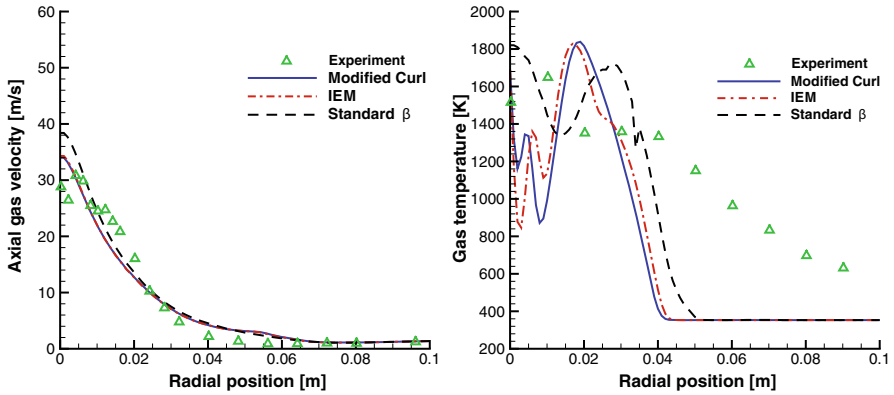 60
50
40
30
20
10
0
0
0.02
0.04
0.06
0.08
0.1
Axial gas velocity [m/s]
Radial position [m]
Experiment
Modified Curl
IEM
Standard β
2000
1800
1600
1400
1200
1000
800
600
400
200
0
0.02
0.04
0.06
0.08
0.1
Gas temperature [K]
Radial position [m]
Experiment
Modified Curl
IEM
Standard β